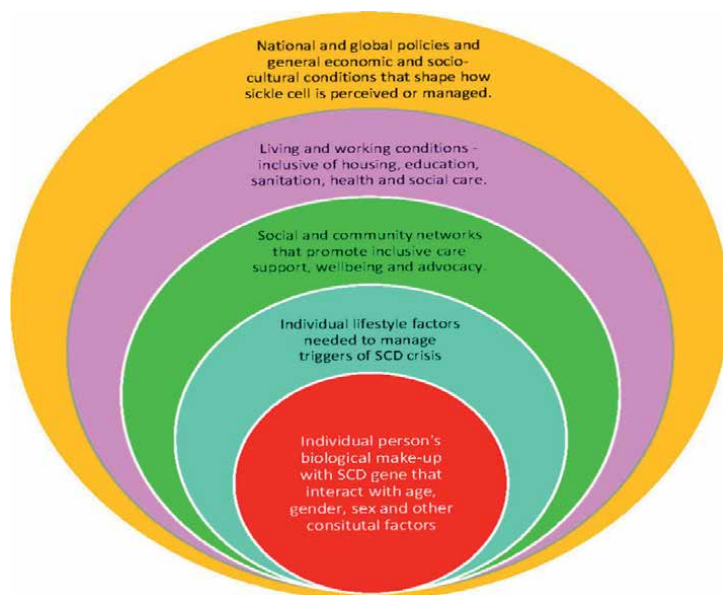 National and global policies and
general economic and socio-
cultural conditions that shape how
sickle cell is perceived or managed.
Living and working conditions -
inclusive of housing, education,
sanitation, health and social care.
Social and community networks
that promote inclusive care
support, wellbeing and advocacy.
Individual lifestyle factors
needed to manage
triggers of SCD crisis
Individual person's
biological make-up
with SCD gene that
interact with age,
gender, sex and other
consitutal factors